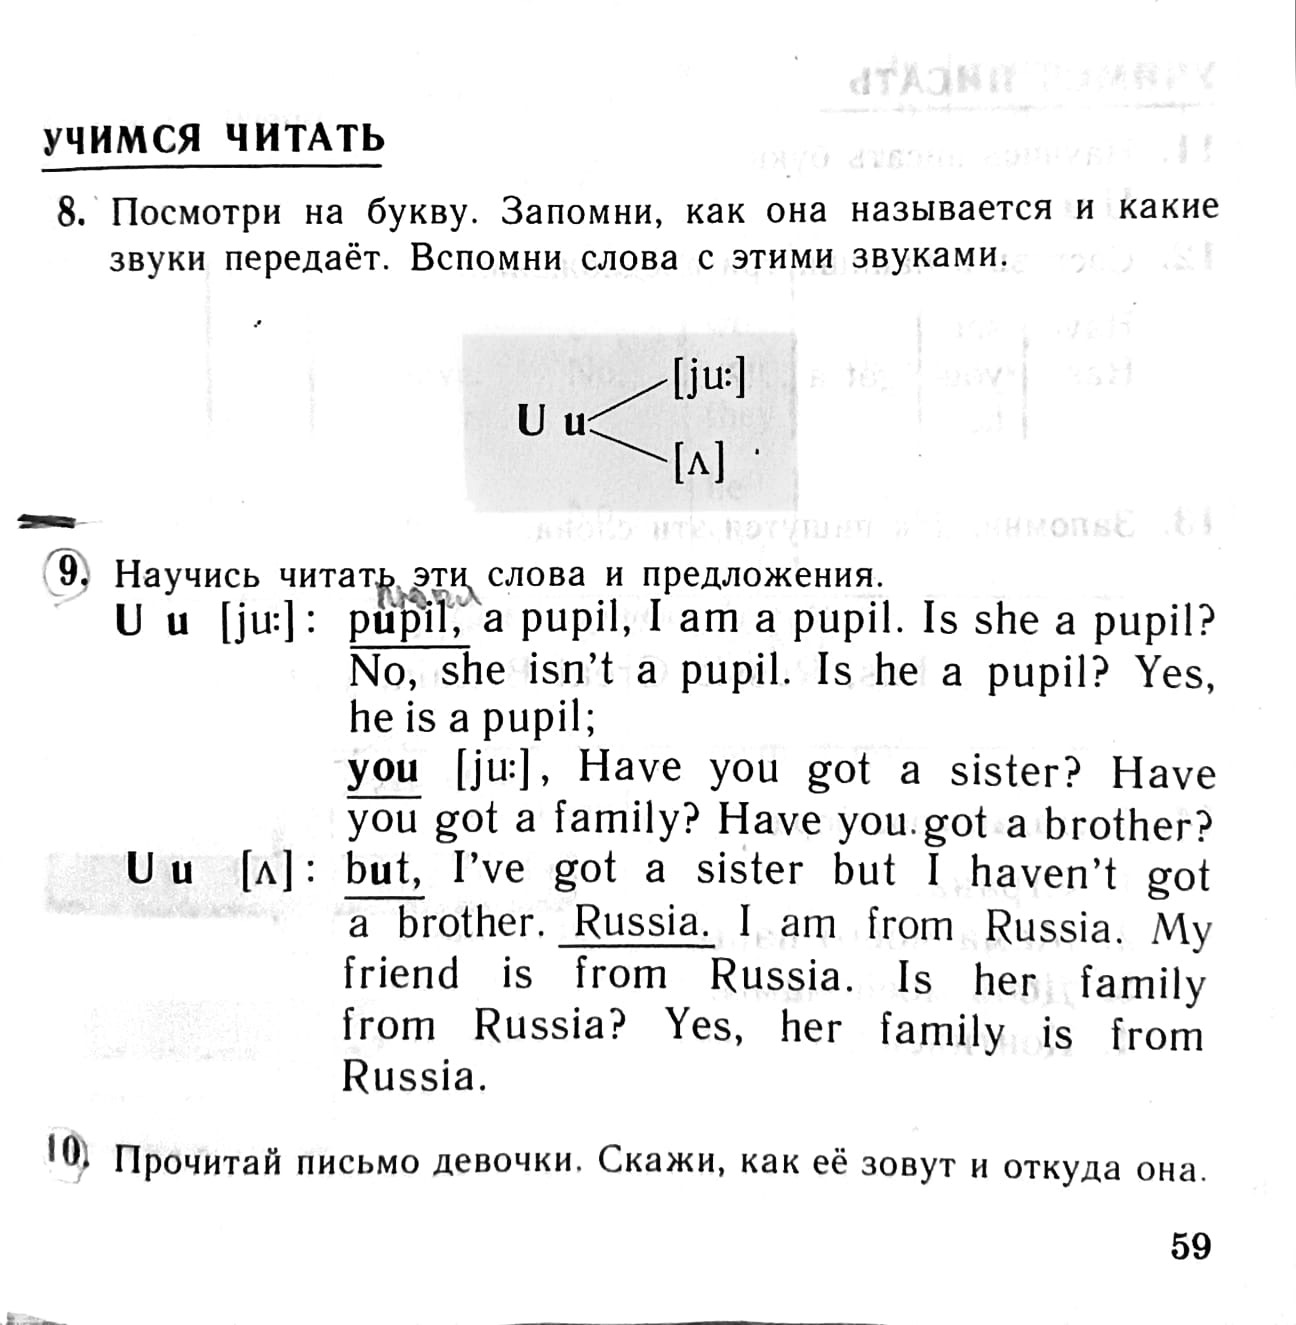 УЧИМСЯ ЧИТАТЬ
8. Посмотри на букву. Запомни, как она называется и какие
звуки передаёт. Вспомни слова с этими звуками.
[ju:]
U u
[ʌ]
9. Научись читать эти слова и предложения.
U u [ju:]: pupil, a pupil, I am a pupil. Is she a pupil?
No, she isn't a pupil. Is he a pupil? Yes,
he is a pupil;
you [ju:], Have you got a sister? Have
you got a family? Have you got a brother?
U u [ʌ]: but, I've got a sister but I haven't got
a brother. Russia. I am from Russia. My
friend is from Russia. Is her family
from Russia? Yes, her family is from
Russia.
10. Прочитай письмо девочки. Скажи, как её зовут и откуда она.
59